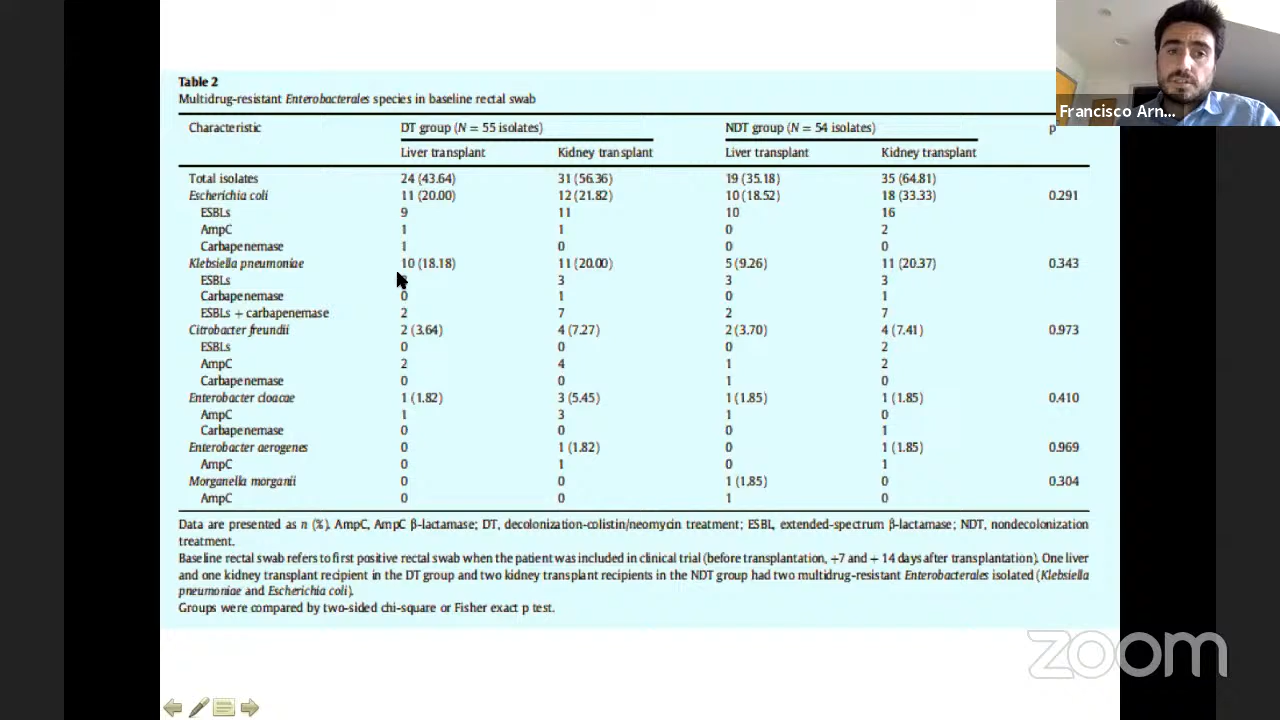 Francisco Arn...
Table 2
Multidrug-resistant Enterobacterales species in baseline rectal swab
Characteristic DT group (N = 55 isolates) NDT group (N = 54 isolates) p
Liver transplant Kidney transplant Liver transplant Kidney transplant
Total isolates 24 (43.64) 31 (56.36) 19 (35.18) 35 (64.81)
Escherichia coli 11 (20.00) 12 (21.82) 10 (18.52) 18 (33.33) 0.291
ESBLs 9 11 10 16
AmpC 1 1 0 2
Carbapenemase 1 0 0 0
Klebsiella pneumoniae 10 (18.18) 11 (20.00) 5 (9.26) 11 (20.37) 0.343
ESBLs 3 3 3
Carbapenemase 0 1 0 1
ESBLs + carbapenemase 2 7 2 7
Citrobacter freundii 2 (3.64) 4 (7.27) 2 (3.70) 4 (7.41) 0.973
ESBLs 0 0 0 2
AmpC 2 4 1 2
Carbapenemase 0 0 1 0
Enterobacter cloacae 1 (1.82) 3 (5.45) 1 (1.85) 1 (1.85) 0.410
AmpC 1 3 1 0
Carbapenemase 0 0 0 1
Enterobacter aerogenes 0 1 (1.82) 0 1 (1.85) 0.969
AmpC 0 1 0 1
Morganella morganii 0 0 1 (1.85) 0 0.304
AmpC 0 0 1 0
Data are presented as n (%). AmpC, AmpC β-lactamase; DT, decolonization-colistin/neomycin treatment; ESBL, extended-spectrum β-lactamase; NDT, nondecolonization
treatment.
Baseline rectal swab refers to first positive rectal swab when the patient was included in clinical trial (before transplantation, +7 and + 14 days after transplantation). One liver
and one kidney transplant recipient in the DT group and two kidney transplant recipients in the NDT group had two multidrug-resistant Enterobacterales isolated (Klebsiella
pneumoniae and Escherichia coli).
Groups were compared by two-sided chi-square or Fisher exact p test.
zoom